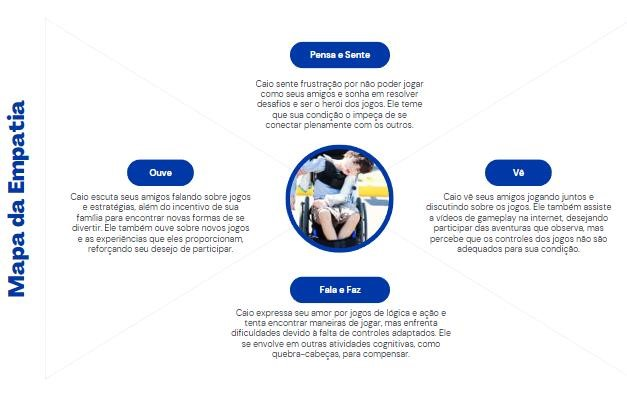 Mapa da Empatia
Pensa e Sente
Caio sente frustração por não poder jogar
como seus amigos e sonha em resolver
desafios e ser o herói dos jogos. Ele teme
que sua condição o impeça de se
conectar plenamente com os outros.
Ouve
Caio escuta seus amigos falando sobre jogos
e estratégias, além do incentivo de sua
família para encontrar novas formas de se
divertir. Ele também ouve sobre novos jogos
e as experiências que eles proporcionam,
reforçando seu desejo de participar.
Vê
Caio vê seus amigos jogando juntos e
discutindo sobre os jogos. Ele também assiste
a vídeos de gameplay na internet, desejando
participar das aventuras que observa, mas
percebe que os controles dos jogos não são
adequados para sua condição.
Fala e Faz
Caio expressa seu amor por jogos de lógica e ação e
tenta encontrar maneiras de jogar, mas enfrenta
dificuldades devido à falta de controles adaptados. Ele
se envolve em outras atividades cognitivas, como
quebra-cabeças, para compensar.